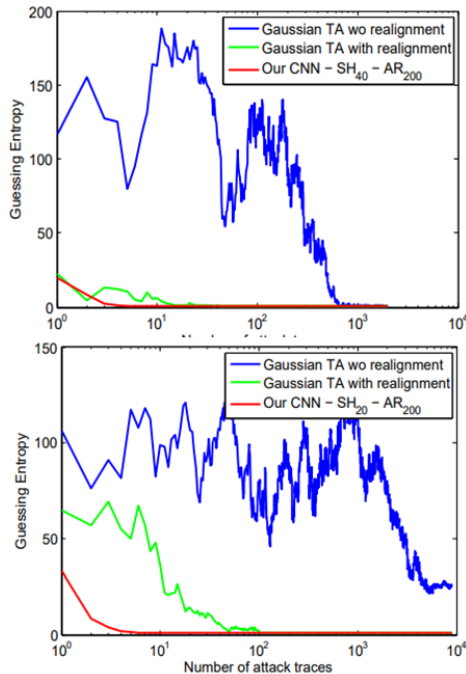 200
150
100
50
0
Guessing Entropy
Gaussian TA wo realignment
Gaussian TA with realignment
Our CNN − SH40 − AR200
10^0 10^1 10^2 10^3 10^4
150
100
50
0
Guessing Entropy
Gaussian TA wo realignment
Gaussian TA with realignment
Our CNN − SH20 − AR200
10^0 10^1 10^2 10^3 10^4
Number of attack traces